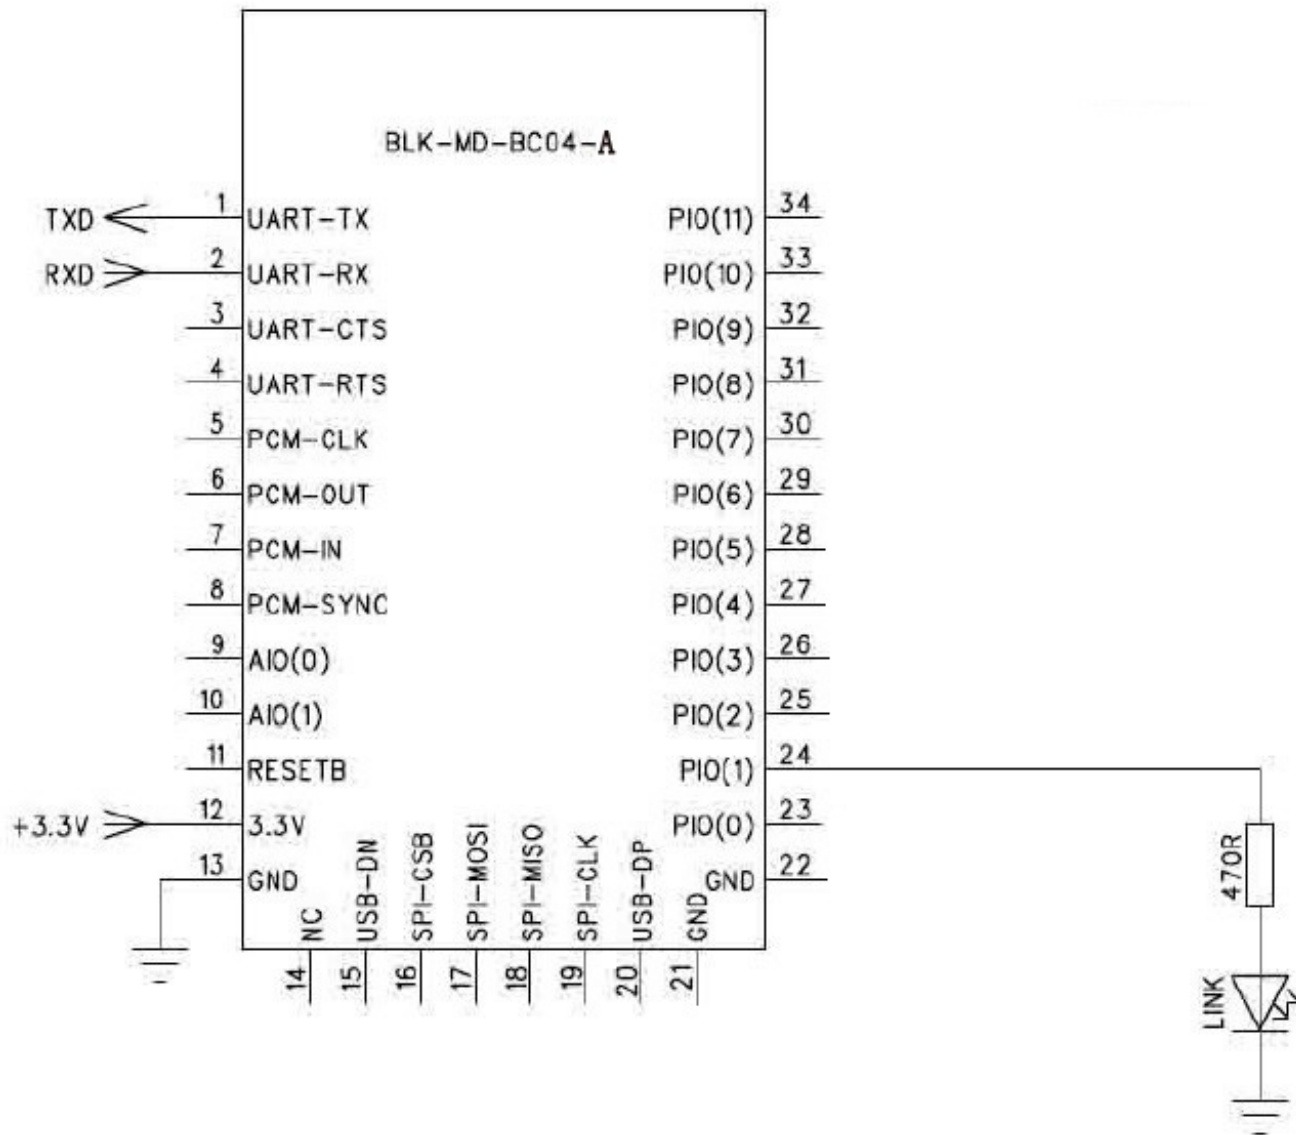 BLK-MD-BC04-A
TXD 1 UART-TX PIO(11) 34
RXD 2 UART-RX PIO(10) 33
3 UART-CTS PIO(9) 32
4 UART-RTS PIO(8) 31
5 PCM-CLK PIO(7) 30
6 PCM-OUT PIO(6) 29
7 PCM-IN PIO(5) 28
8 PCM-SYNC PIO(4) 27
9 AIO(0) PIO(3) 26
10 AIO(1) PIO(2) 25
11 RESETB PIO(1) 24
+3.3V 12 3.3V PIO(0) 23
13 GND GND 22
NC
USB-DN
SPI-CSB
SPI-MOSI
SPI-MISO
SPI-CLK
USB-DP
GND
14 15 16 17 18 19 20 21
470R
LINK